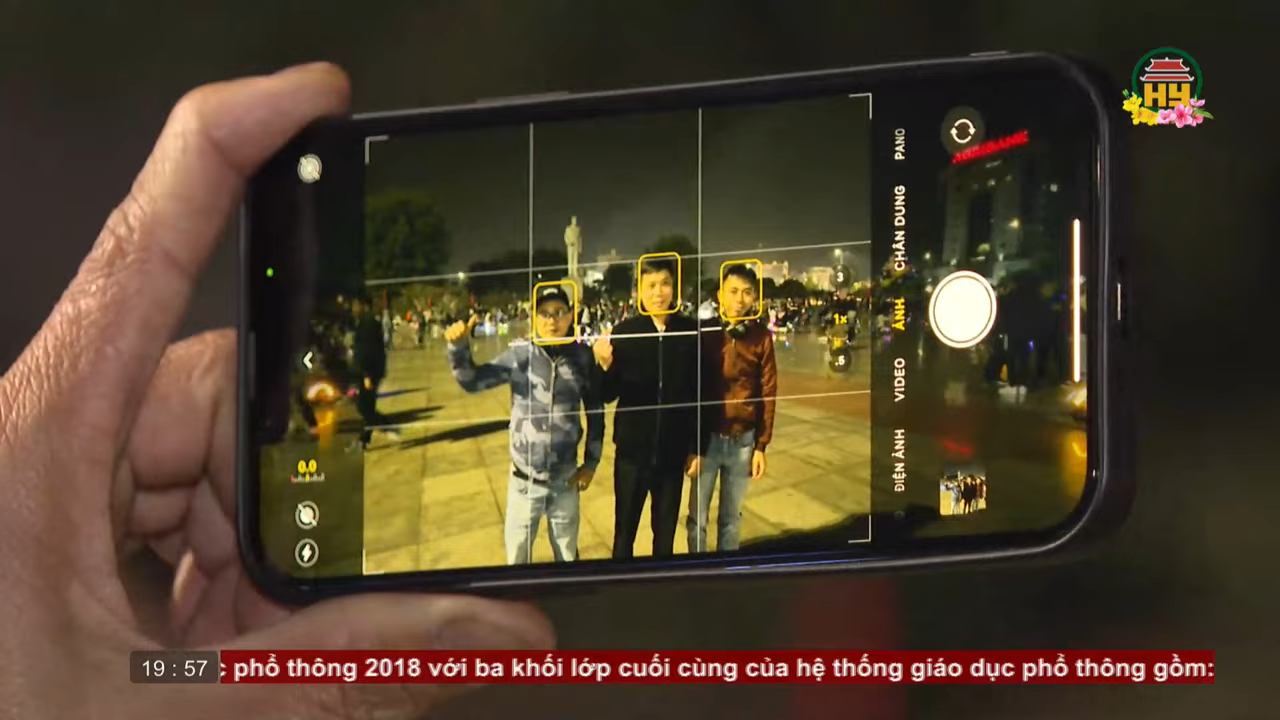 HY
PANO
CHÂN DUNG
ẢNH
VIDEO
ĐIỆN ẢNH
3
1x
.5
0.0
19 : 57
phổ thông 2018 với ba khối lớp cuối cùng của hệ thống giáo dục phổ thông gồm: